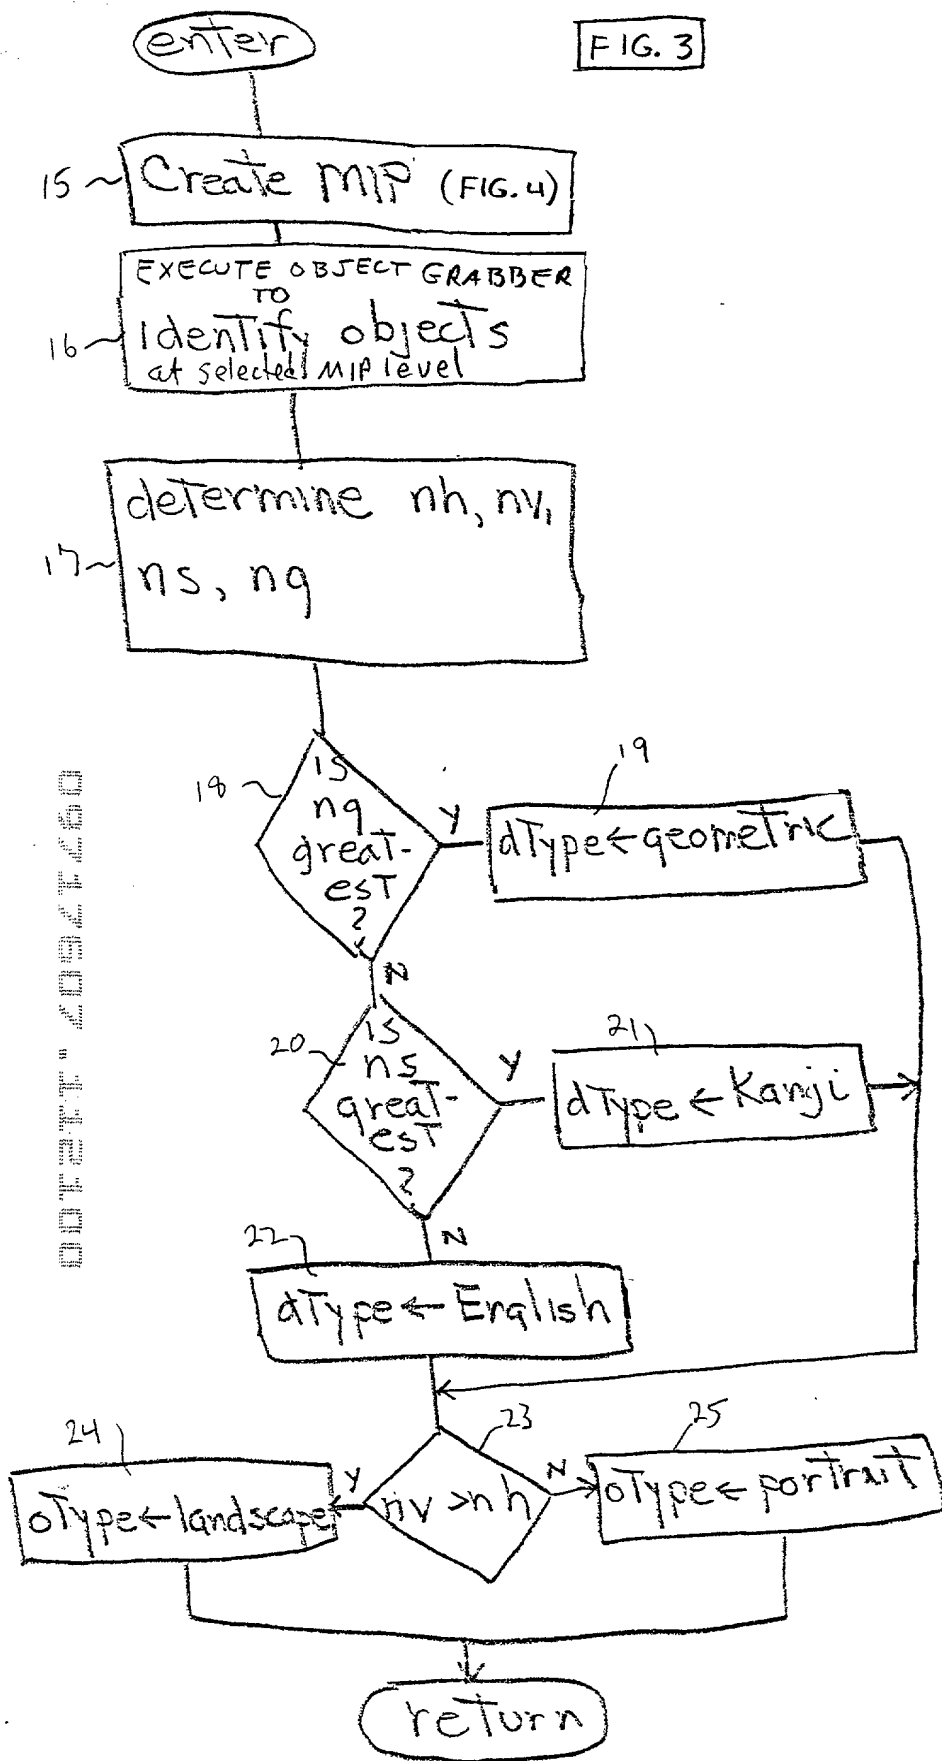 enter
FIG. 3
15
Create MIP (FIG. 4)
EXECUTE OBJECT GRABBER
TO
16
Identify objects
at selected MIP level
17
determine nh, nv,
ns, ng
18
is
ng
great-
est
?
Y
19
dType ← geometric
N
20
is
ns
great-
est
?
Y
21
dType ← Kanji
N
22
dType ← English
23
nv > nh
Y
24
oType ← landscape
N
25
oType ← portrait
return
09717607.112100